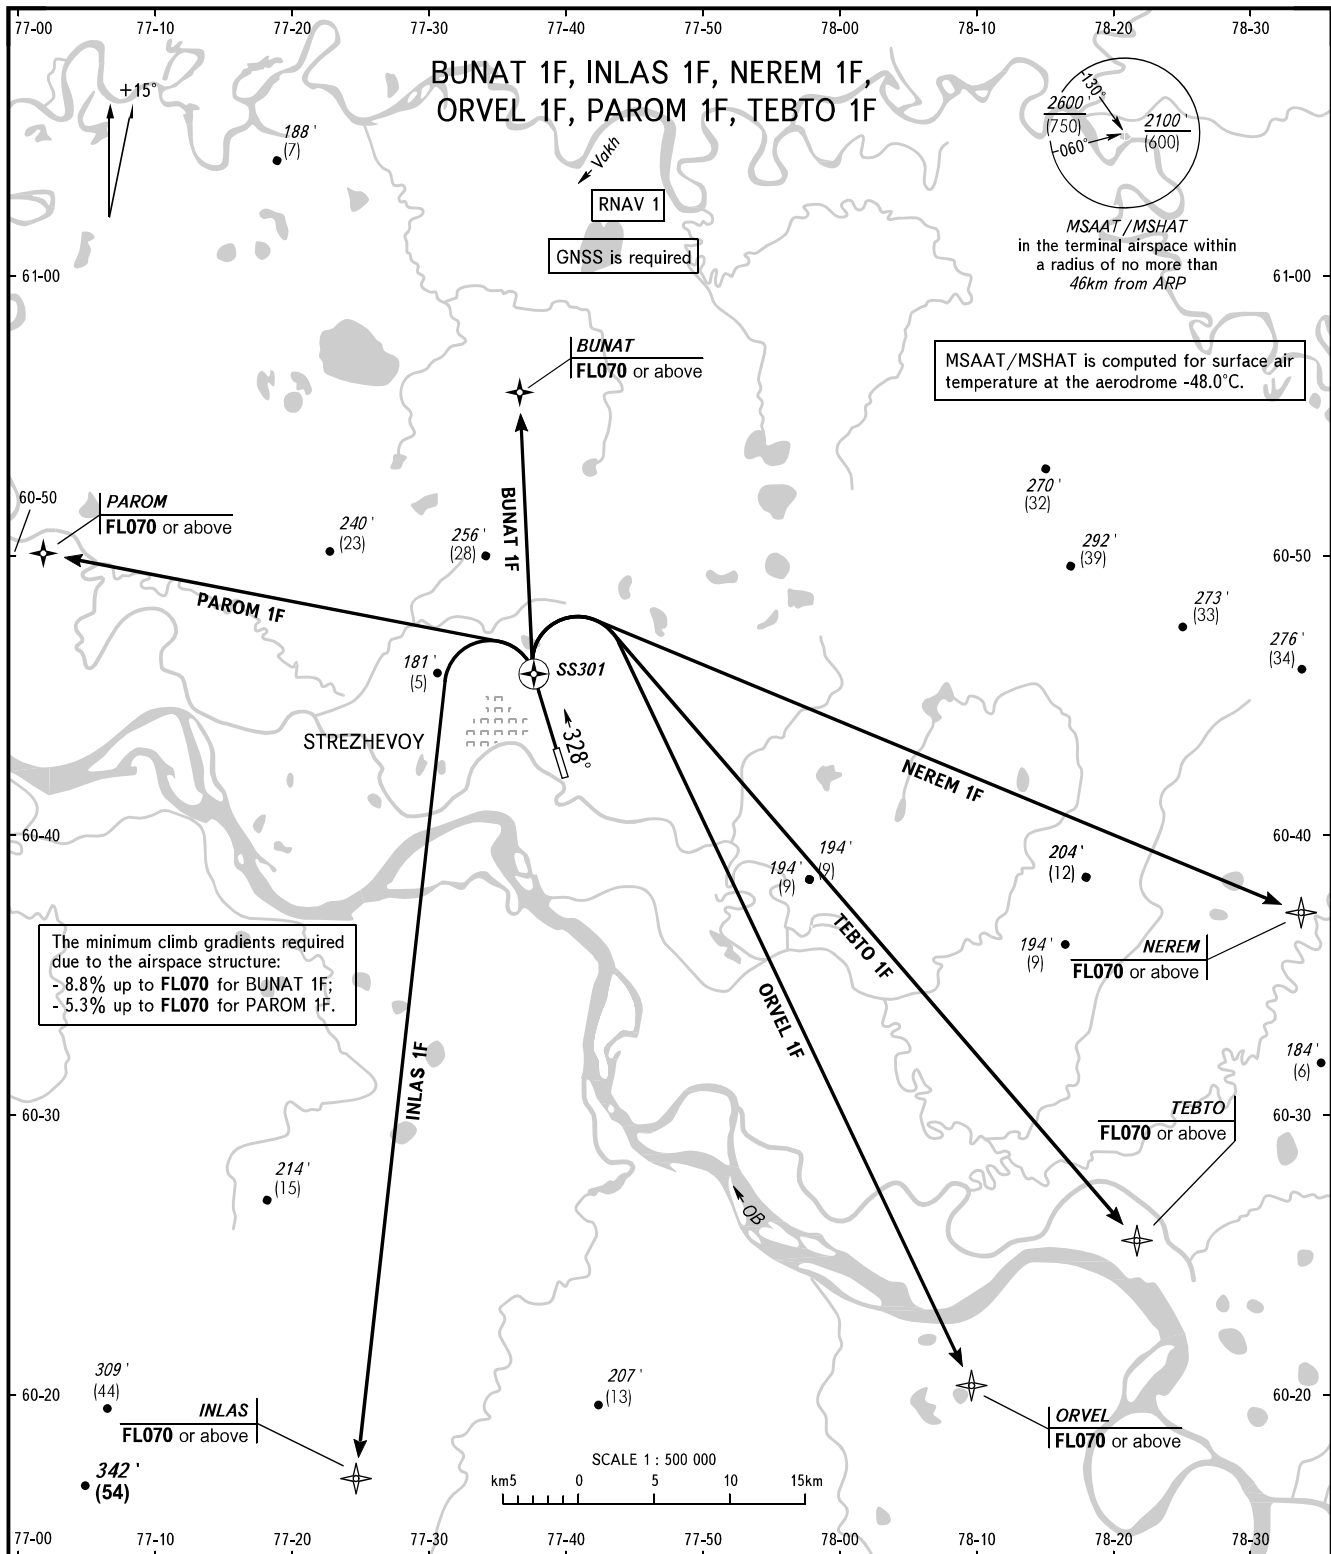 77-00 77-10 77-20 77-30 77-40 77-50 78-00 78-10 78-20 78-30
BUNAT 1F, INLAS 1F, NEREM 1F,
ORVEL 1F, PAROM 1F, TEBTO 1F
+15°
188'
(7)
Vakh
RNAV 1
GNSS is required
130°
2600'
(750)
2100'
(600)
060°
MSAAT/MSHAT
in the terminal airspace within
a radius of no more than
46km from ARP
61-00
61-00
MSAAT/MSHAT is computed for surface air
temperature at the aerodrome -48.0°C.
BUNAT
FL070 or above
270'
(32)
60-50
PAROM
FL070 or above
240'
(23)
256'
(28)
BUNAT 1F
292'
(39)
60-50
PAROM 1F
273'
(33)
276'
(34)
181'
(5)
SS301
STREZHEVOY
328°
NEREM 1F
60-40
60-40
194'
(9)
194'
(9)
204'
(12)
TEBTO 1F
194'
(9)
NEREM
FL070 or above
The minimum climb gradients required
due to the airspace structure:
- 8.8% up to FL070 for BUNAT 1F;
- 5.3% up to FL070 for PAROM 1F.
ORVEL 1F
INLAS 1F
184'
(6)
60-30
60-30
TEBTO
FL070 or above
214'
(15)
OB
309'
(44)
207'
(13)
60-20
60-20
INLAS
FL070 or above
ORVEL
FL070 or above
342'
(54)
SCALE 1 : 500 000
km5 0 5 10 15km
77-00 77-10 77-20 77-30 77-40 77-50 78-00 78-10 78-20 78-30